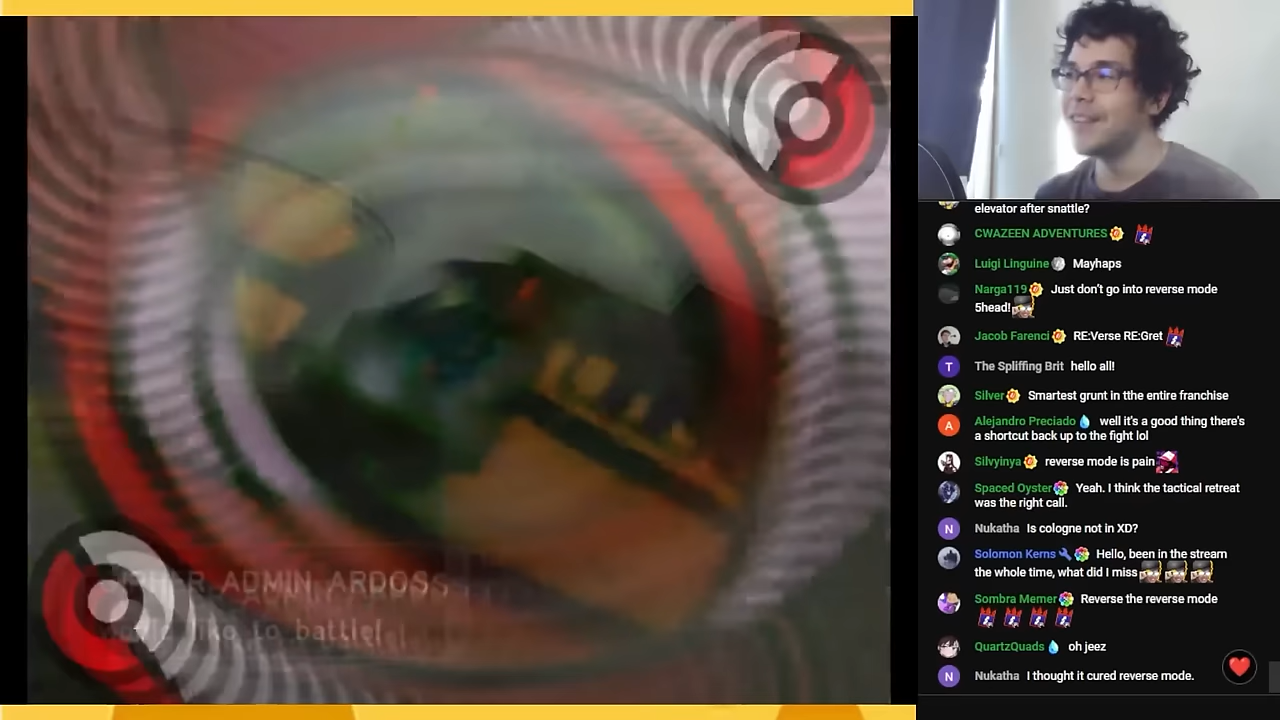 ADMIN ARDOSS
like to battle!
elevator after snattle?
CWAZEEN ADVENTURES
Luigi Linguine Mayhaps
Narga119 Just don't go into reverse mode
5head!
Jacob Farenci RE:Verse RE:Gret
T The Spliffing Brit hello all!
Silver Smartest grunt in tthe entire franchise
A Alejandro Preciado well it's a good thing there's
a shortcut back up to the fight lol
Silvyinya reverse mode is pain
Spaced Oyster Yeah. I think the tactical retreat
was the right call.
N Nukatha Is cologne not in XD?
Solomon Kerns Hello, been in the stream
the whole time, what did I miss
Sombra Memer Reverse the reverse mode
QuartzQuads oh jeez
N Nukatha I thought it cured reverse mode.